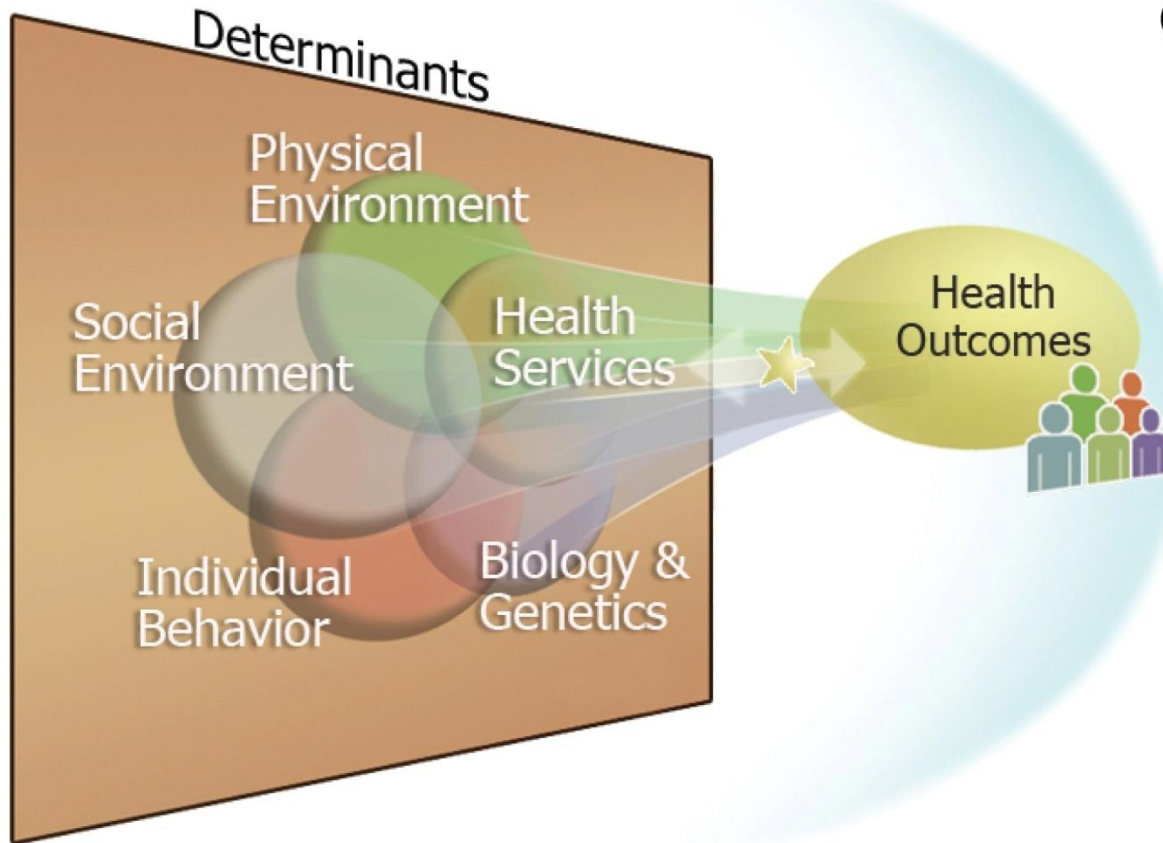 Determinants
Physical
Environment
Social
Environment
Health
Services
Individual
Behavior
Biology &
Genetics
Health
Outcomes